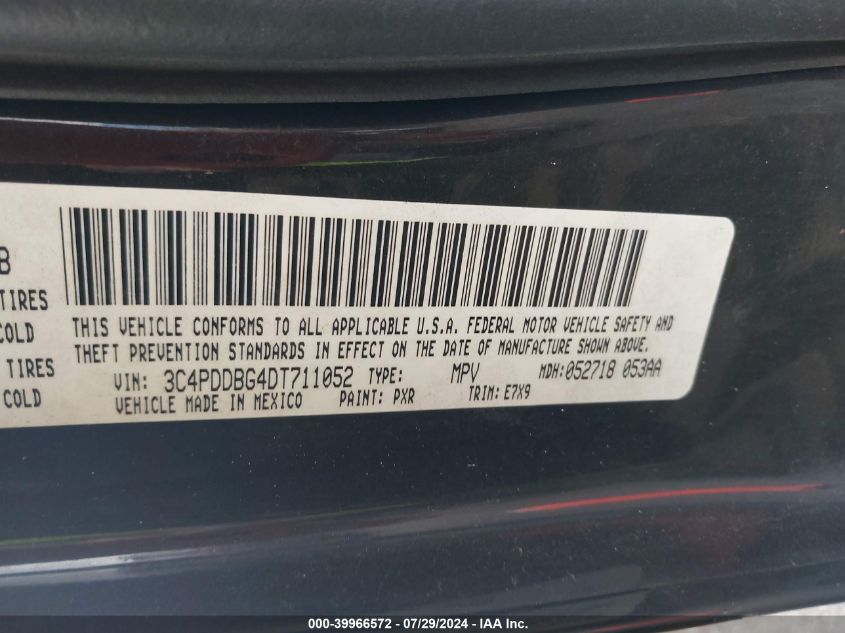 B
TIRES
COLD
TIRES
COLD
THIS VEHICLE CONFORMS TO ALL APPLICABLE U.S.A. FEDERAL MOTOR VEHICLE SAFETY AND
THEFT PREVENTION STANDARDS IN EFFECT ON THE DATE OF MANUFACTURE SHOWN ABOVE.
VIN: 3C4PDDBG4DT711052 TYPE: MPV MDH:052718 053AA
VEHICLE MADE IN MEXICO PAINT: PXR TRIM: E7X9
000-39966572 / 07/29/2024 / IAA Inc.